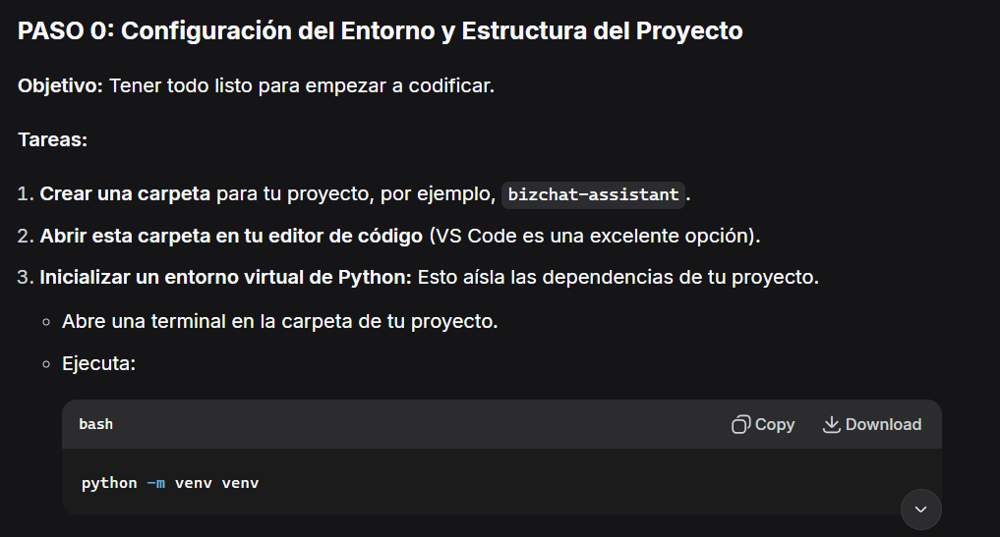 PASO 0: Configuración del Entorno y Estructura del Proyecto
Objetivo: Tener todo listo para empezar a codificar.
Tareas:
1. Crear una carpeta para tu proyecto, por ejemplo, bizchat-assistant.
2. Abrir esta carpeta en tu editor de código (VS Code es una excelente opción).
3. Inicializar un entorno virtual de Python: Esto aísla las dependencias de tu proyecto.
◦ Abre una terminal en la carpeta de tu proyecto.
◦ Ejecuta:
bash Copy Download
python -m venv venv